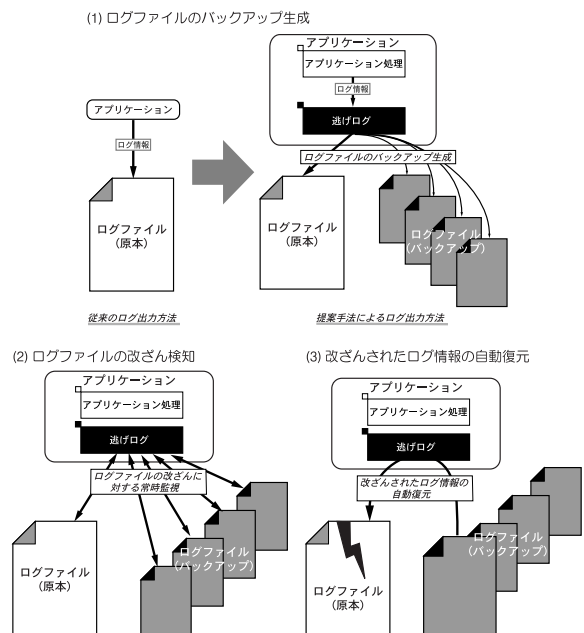 (1) ログファイルのバックアップ生成
アプリケーション
ログ情報
ログファイル
(原本)
従来のログ出力方法
アプリケーション
アプリケーション処理
ログ情報
逃げログ
ログファイルのバックアップ生成
ログファイル
(原本)
ログファイル
(バックアップ)
提案手法によるログ出力方法
(2) ログファイルの改ざん検知
アプリケーション
アプリケーション処理
逃げログ
ログファイルの改ざんに
対する常時監視
ログファイル
(原本)
ログファイル
(バックアップ)
(3) 改ざんされたログ情報の自動復元
アプリケーション
アプリケーション処理
逃げログ
改ざんされたログ情報の
自動復元
ログファイル
(原本)
ログファイル
(バックアップ)